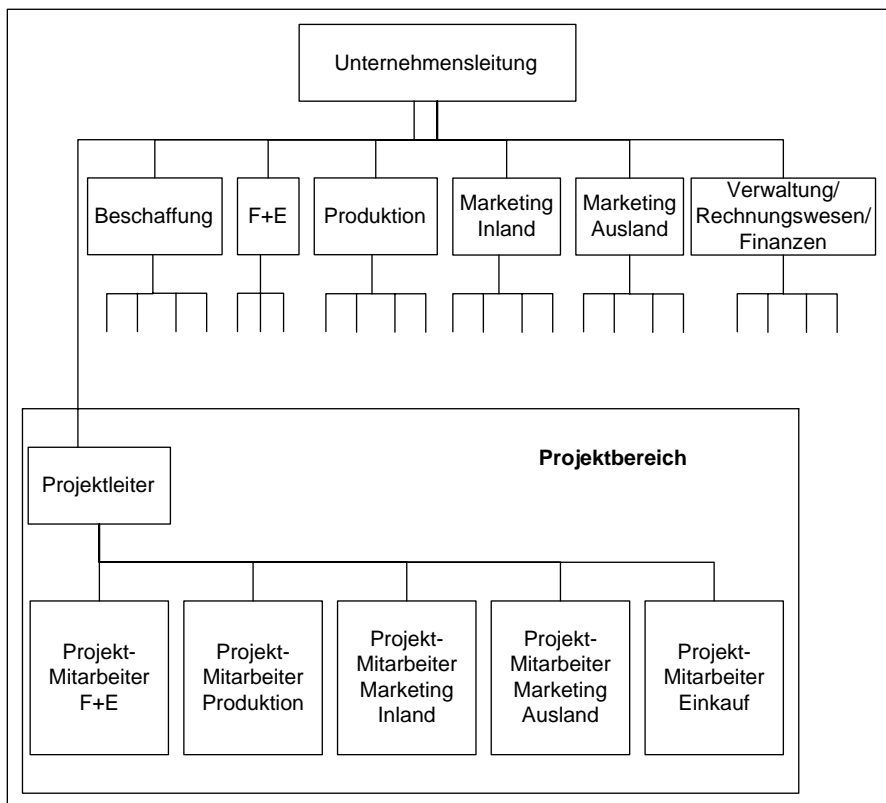 Unternehmensleitung
Beschaffung
F+E
Produktion
Marketing
Inland
Marketing
Ausland
Verwaltung/
Rechnungswesen/
Finanzen
Projektbereich
Projektleiter
Projekt-
Mitarbeiter
F+E
Projekt-
Mitarbeiter
Produktion
Projekt-
Mitarbeiter
Marketing
Inland
Projekt-
Mitarbeiter
Marketing
Ausland
Projekt-
Mitarbeiter
Einkauf